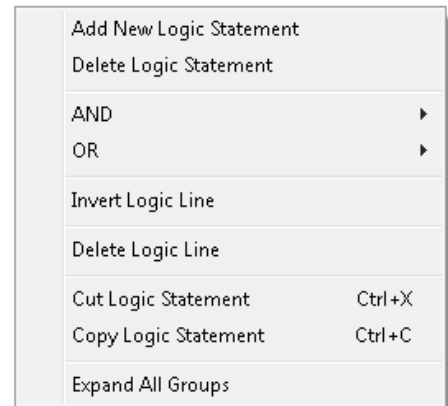 Add New Logic Statement
Delete Logic Statement
AND
OR
Invert Logic Line
Delete Logic Line
Cut Logic Statement Ctrl+X
Copy Logic Statement Ctrl+C
Expand All Groups